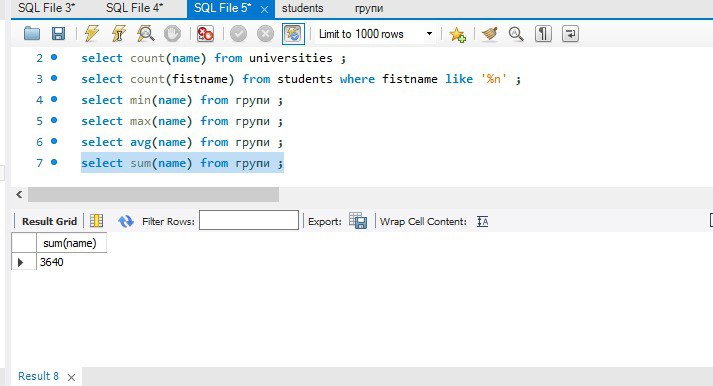 SQL File 3* SQL File 4* SQL File 5* × students групи
Limit to 1000 rows
2 select count(name) from universities ;
3 select count(fistname) from students where fistname like '%n' ;
4 select min(name) from групи ;
5 select max(name) from групи ;
6 select avg(name) from групи ;
7 select sum(name) from групи ;
Result Grid Filter Rows: Export: Wrap Cell Content: IA
sum(name)
3640
Result 8 ×